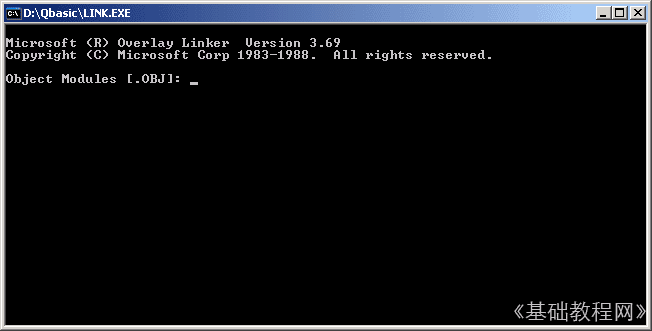 D:\Qbasic\LINK.EXE
Microsoft (R) Overlay Linker  Version 3.69
Copyright (C) Microsoft Corp 1983-1988.  All rights reserved.
Object Modules [.OBJ]: _
《基础教程网》